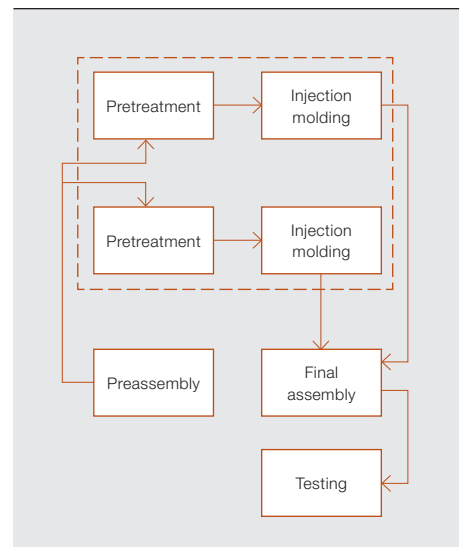 Pretreatment
Injection
molding
Pretreatment
Injection
molding
Preassembly
Final
assembly
Testing